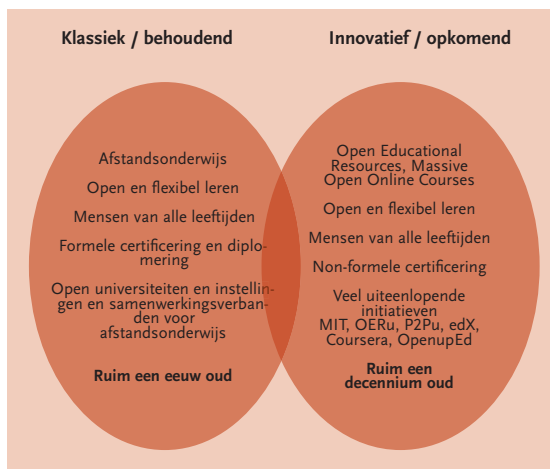 Klassiek / behoudend
Afstandsonderwijs
Open en flexibel leren
Mensen van alle leeftijden
Formele certificering en diplo-
mering
Open universiteiten en instellin-
gen en samenwerkingsverban-
den voor
afstandsonderwijs
Ruim een eeuw oud
Innovatief / opkomend
Open Educational
Resources, Massive
Open Online Courses
Open en flexibel leren
Mensen van alle leeftijden
Non-formele certificering
Veel uiteenlopende
initiatieven
MIT, OERu, P2Pu, edX,
Coursera, OpenupEd
Ruim een
decennium oud